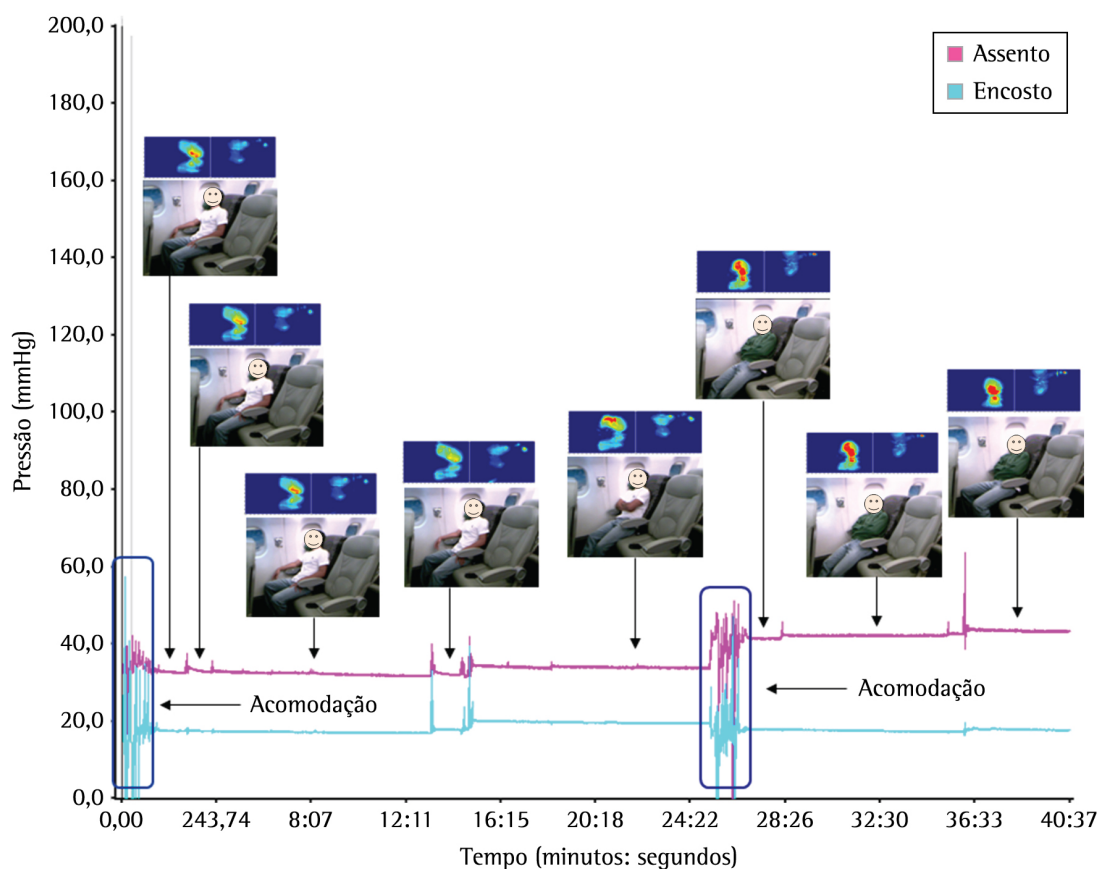 200,0
180,0
160,0
140,0
120,0
100,0
80,0
60,0
40,0
20,0
0,0
Pressão (mmHg)
Assento
Encosto
Acomodação
Acomodação
0,00 243,74 8:07 12:11 16:15 20:18 24:22 28:26 32:30 36:33 40:37
Tempo (minutos: segundos)